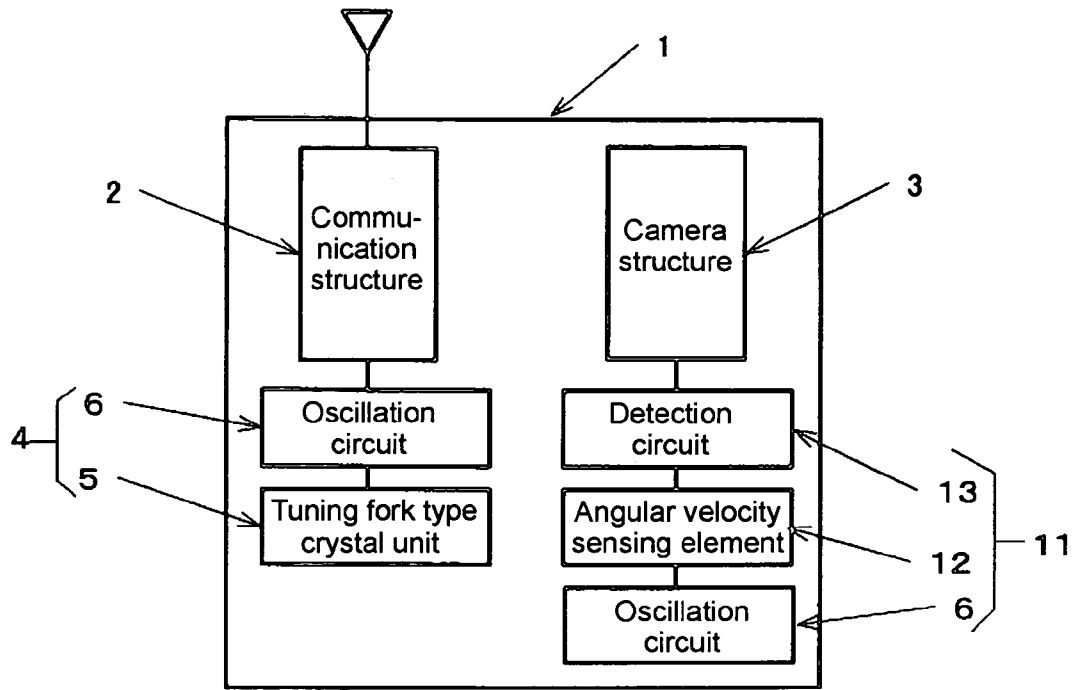 1
2
3
Commu-
nication
structure
Camera
structure
4
6
5
Oscillation
circuit
Tuning fork type
crystal unit
Detection
circuit
Angular velocity
sensing element
Oscillation
circuit
13
12
6
11